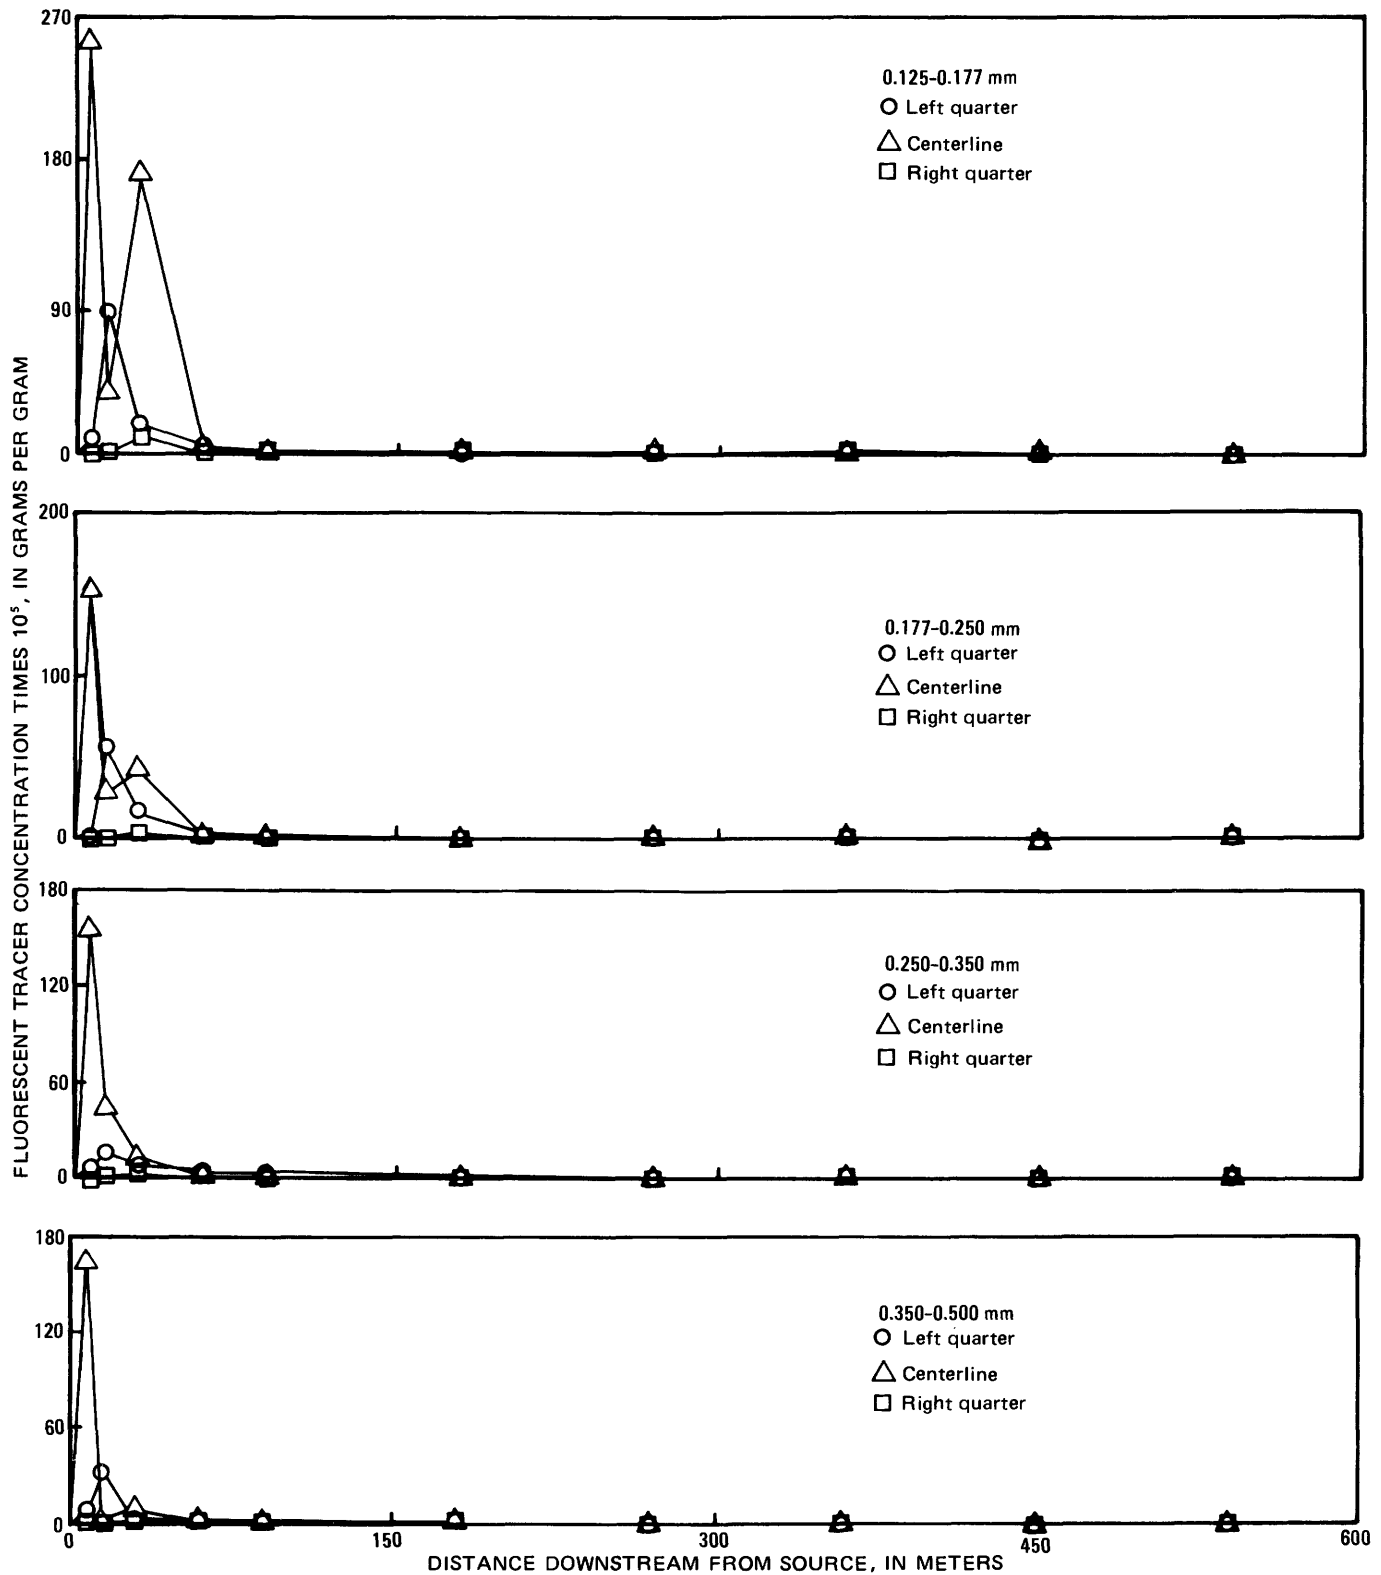 FLUORESCENT TRACER CONCENTRATION TIMES 10⁵, IN GRAMS PER GRAM
270
180
90
0
0.125-0.177 mm
Left quarter
Centerline
Right quarter
200
100
0
0.177-0.250 mm
Left quarter
Centerline
Right quarter
180
120
60
0
0.250-0.350 mm
Left quarter
Centerline
Right quarter
180
120
60
0
0.350-0.500 mm
Left quarter
Centerline
Right quarter
0 150 300 450 600
DISTANCE DOWNSTREAM FROM SOURCE, IN METERS